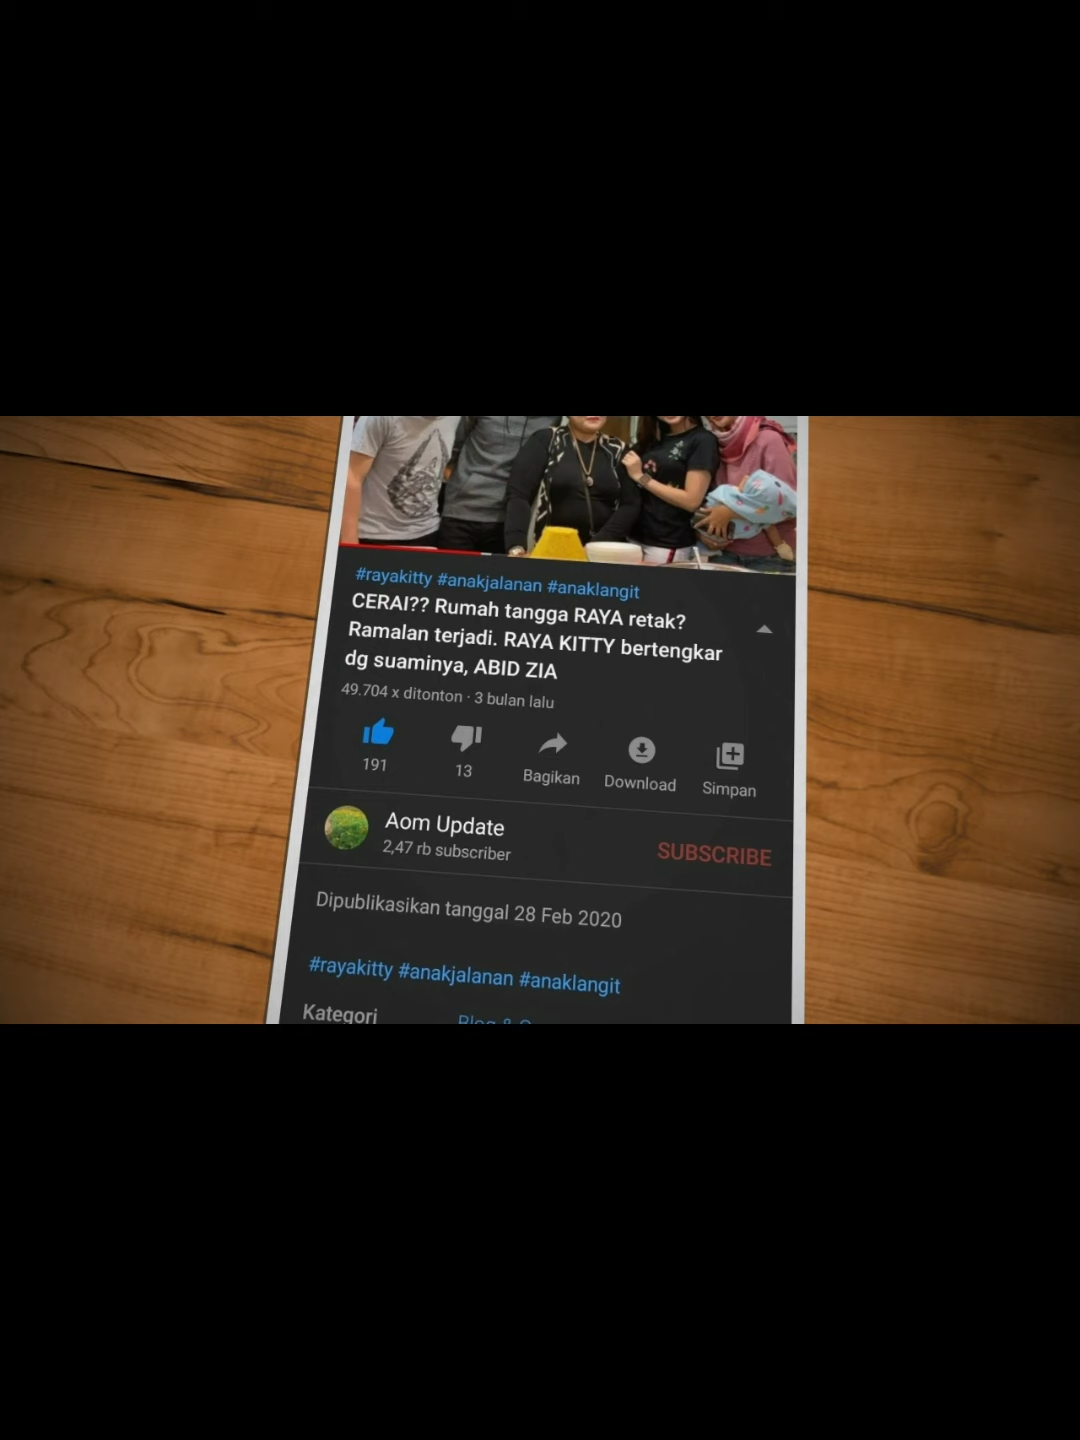 #rayakitty #anakjalanan #anaklangit
CERAI?? Rumah tangga RAYA retak?
Ramalan terjadi. RAYA KITTY bertengkar
dg suaminya, ABID ZIA
49.704 x ditonton · 3 bulan lalu
191
13
Bagikan
Download
Simpan
Aom Update
2,47 rb subscriber
SUBSCRIBE
Dipublikasikan tanggal 28 Feb 2020
#rayakitty #anakjalanan #anaklangit
Kategori